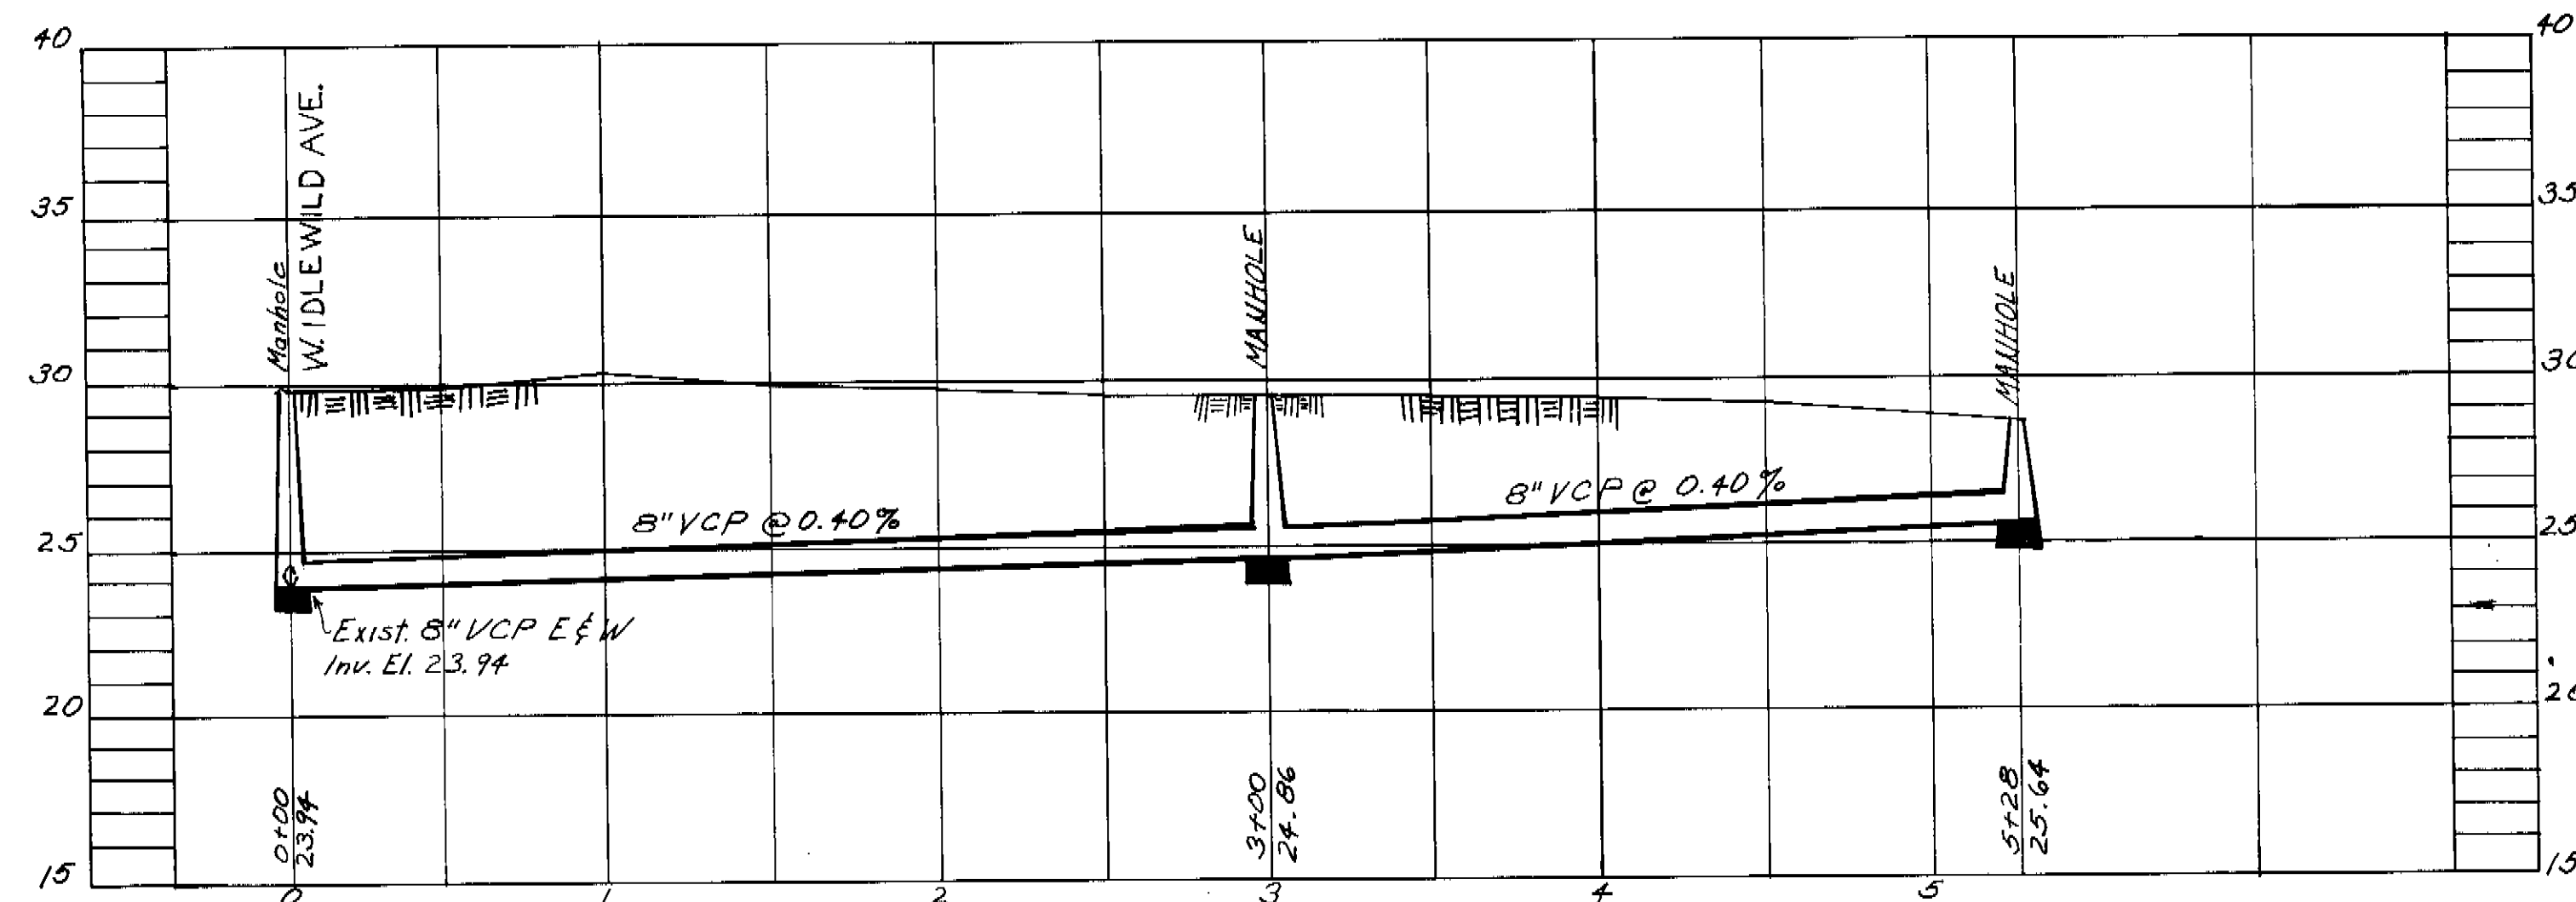 40
40
35
35
30
30
25
25
20
20
15
15
Manhole
W. IDLEWILD AVE.
MANHOLE
MANHOLE
8" VCP @ 0.40%
8" VCP @ 0.40%
Exist. 8" VCP E & W
Inv. El. 23.94
0+00
23.94
3+00
24.86
5+28
25.64
0 1 2 3 4 5